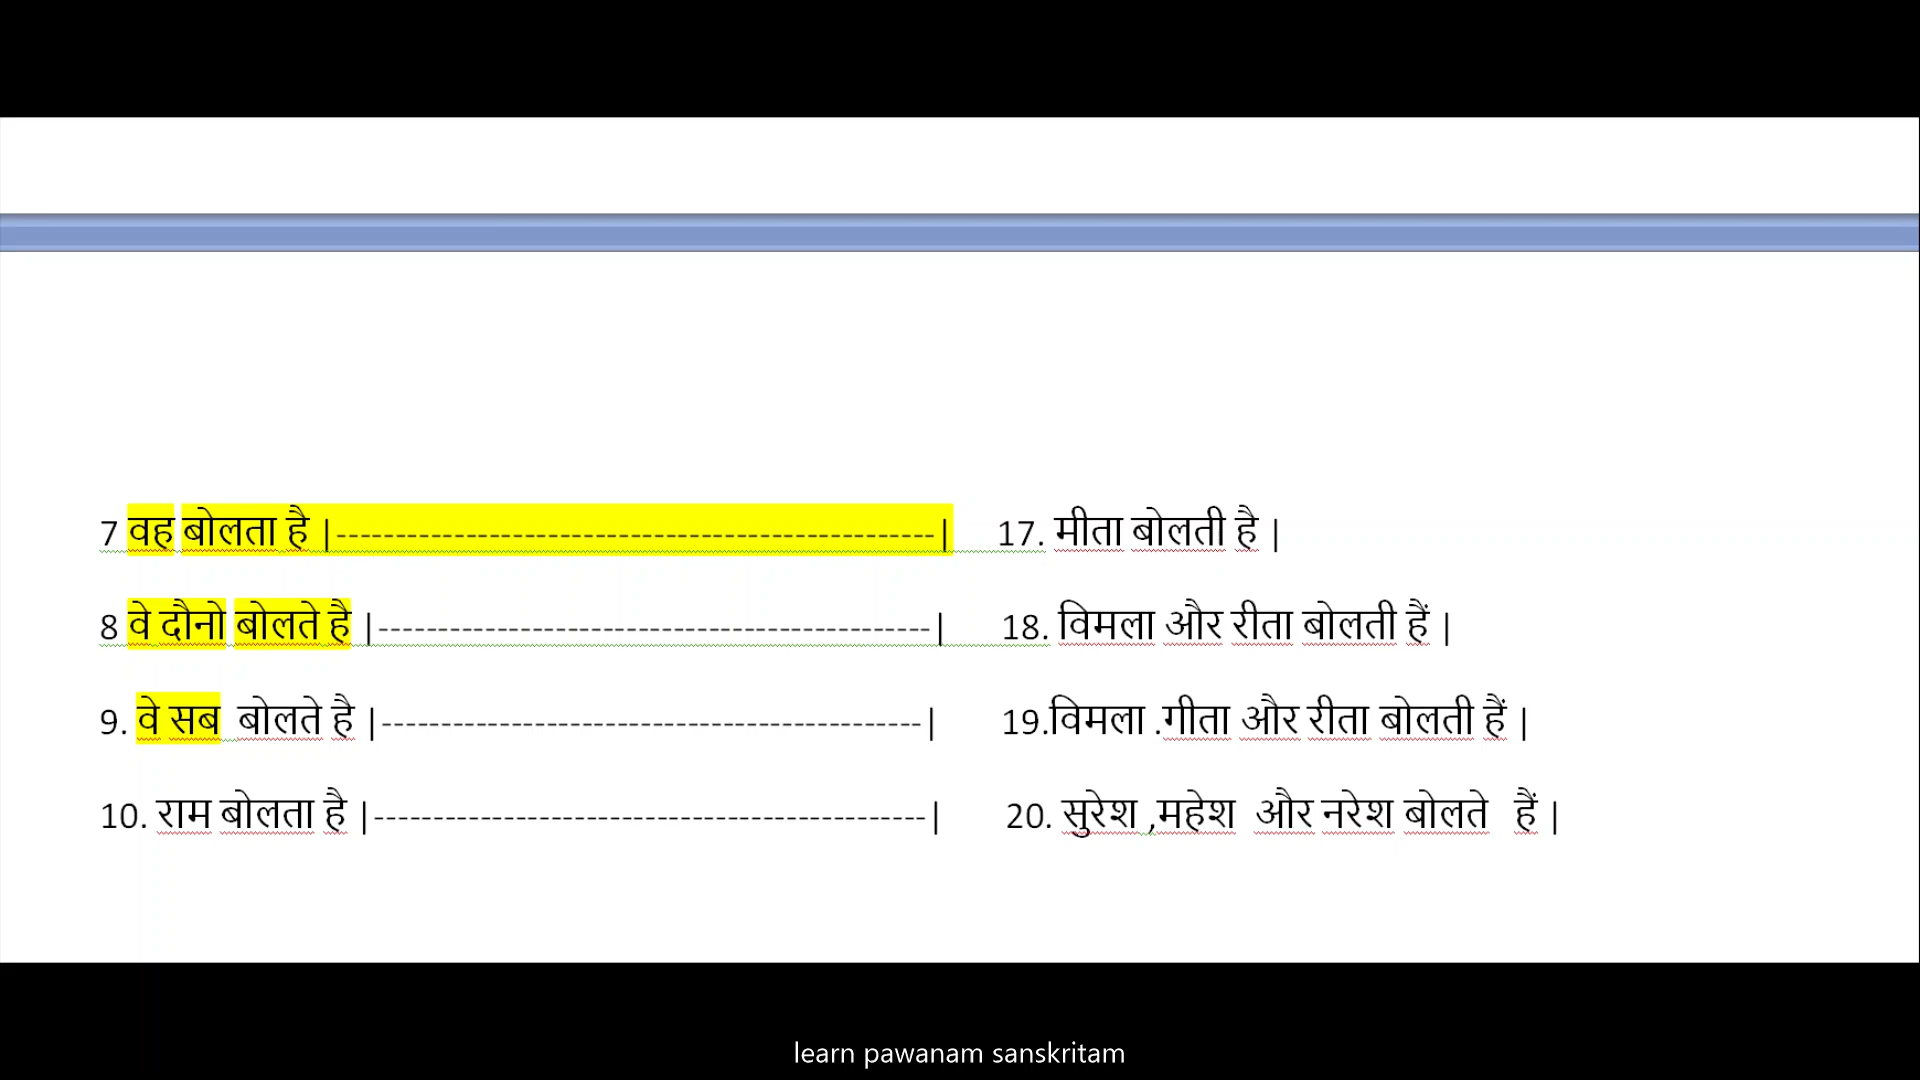 7 वह बोलता है |---------------------------------------------------| 17. मीता बोलती है |
8 वे दौनो बोलते है |-----------------------------------------------| 18. विमला और रीता बोलती हैं |
9. वे सब बोलते है |----------------------------------------------| 19.विमला .गीता और रीता बोलती हैं |
10. राम बोलता है |-----------------------------------------------| 20. सुरेश ,महेश और नरेश बोलते हैं |
learn pawanam sanskritam